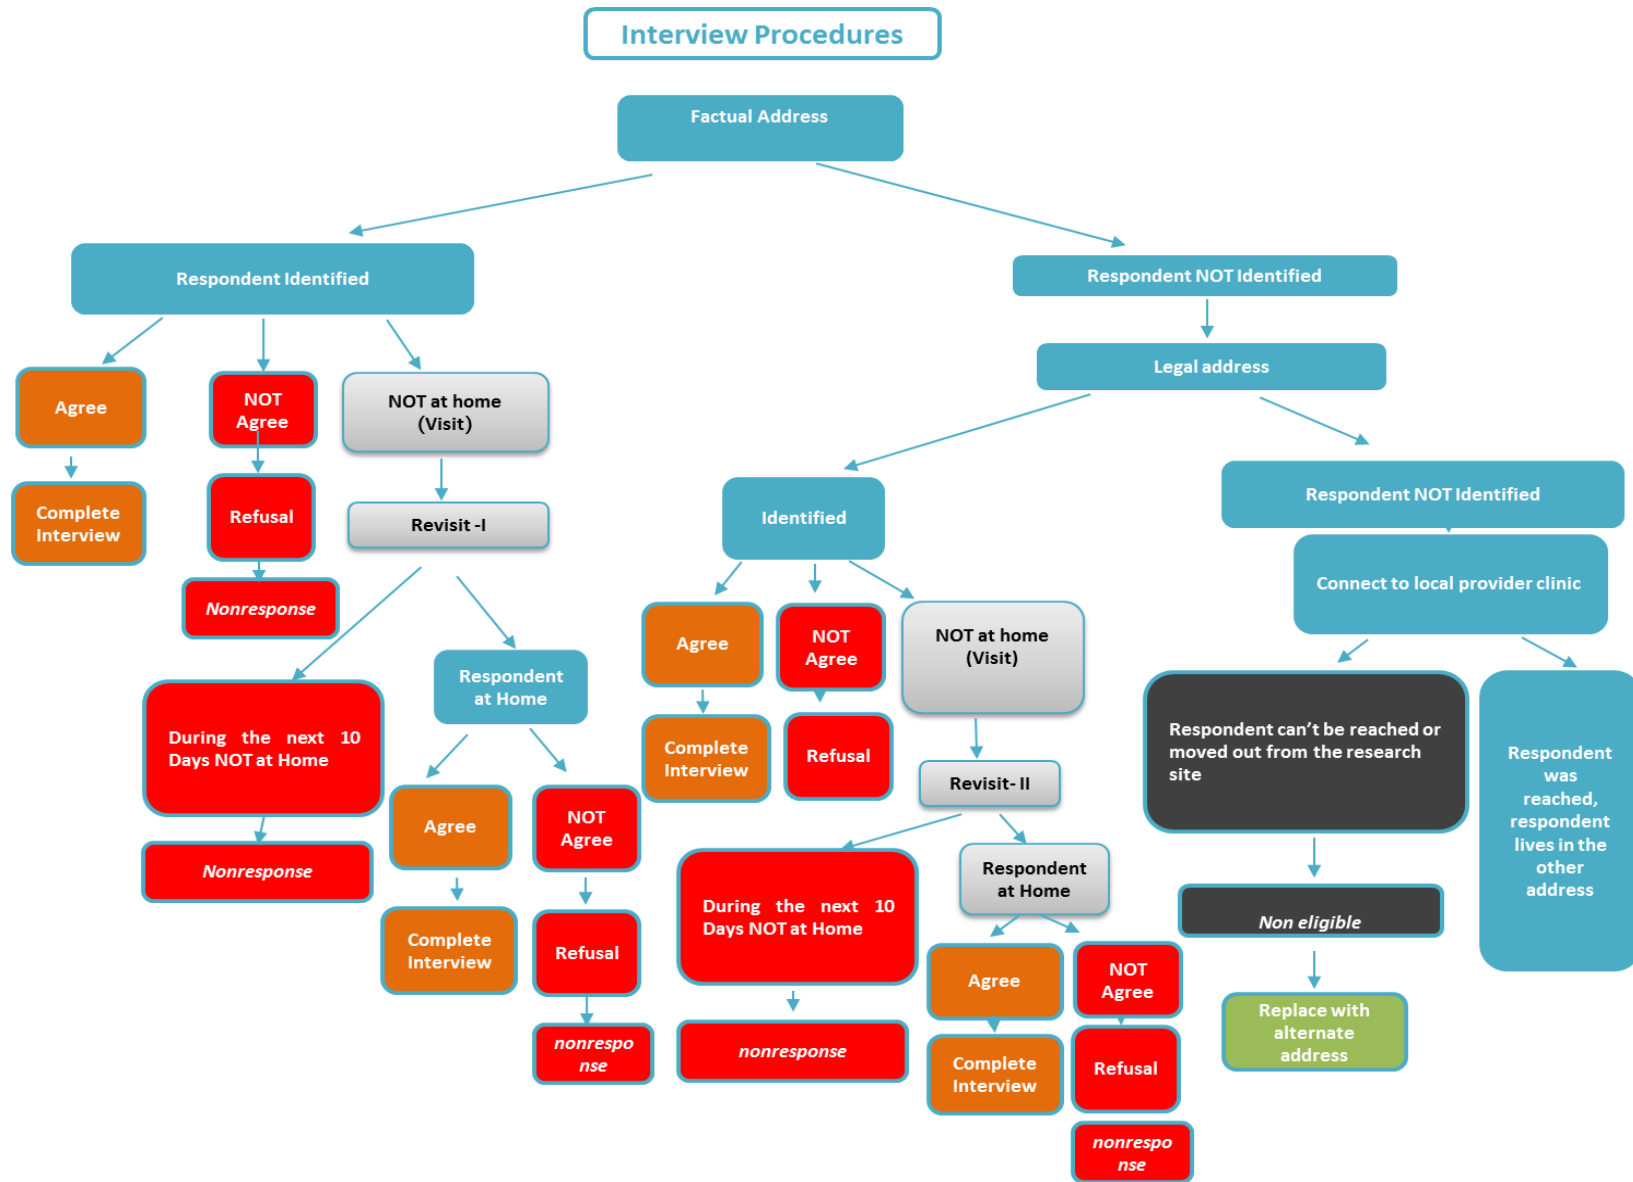 Interview Procedures
Factual Address
Respondent Identified
Respondent NOT Identified
Legal address
Agree
NOT
Agree
NOT at home
(Visit)
Complete
Interview
Refusal
Nonresponse
Revisit -I
During the next 10
Days NOT at Home
Nonresponse
Respondent
at Home
Agree
Complete
Interview
NOT
Agree
Refusal
nonrespo
nse
Identified
Agree
Complete
Interview
NOT
Agree
Refusal
NOT at home
(Visit)
Revisit- II
During the next 10
Days NOT at Home
nonresponse
Respondent
at Home
Agree
Complete
Interview
NOT
Agree
Refusal
nonrespo
nse
Respondent NOT Identified
Connect to local provider clinic
Respondent can’t be reached or
moved out from the research
site
Non eligible
Replace with
alternate
address
Respondent
was
reached,
respondent
lives in the
other
address